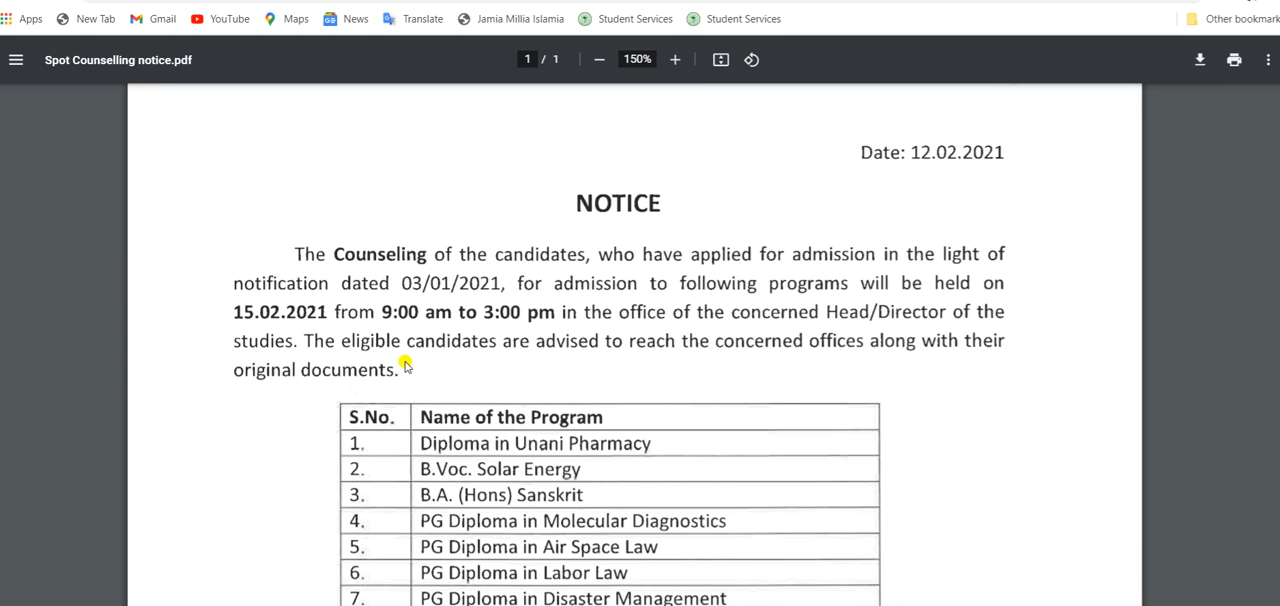 Apps New Tab Gmail YouTube Maps News Translate Jamia Millia Islamia Student Services Student Services Other bookmark
Spot Counselling notice.pdf 1 / 1 150%
Date: 12.02.2021
NOTICE
The Counseling of the candidates, who have applied for admission in the light of
notification dated 03/01/2021, for admission to following programs will be held on
15.02.2021 from 9:00 am to 3:00 pm in the office of the concerned Head/Director of the
studies. The eligible candidates are advised to reach the concerned offices along with their
original documents.
S.No. Name of the Program
1. Diploma in Unani Pharmacy
2. B.Voc. Solar Energy
3. B.A. (Hons) Sanskrit
4. PG Diploma in Molecular Diagnostics
5. PG Diploma in Air Space Law
6. PG Diploma in Labor Law
7. PG Diploma in Disaster Management